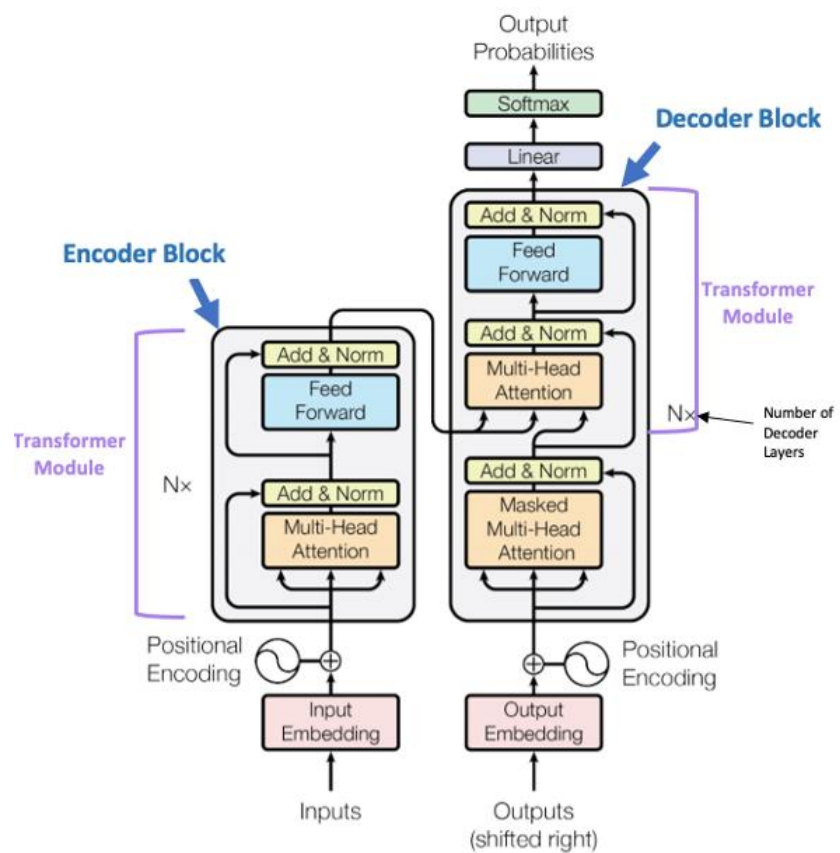 Output
Probabilities
Softmax
Linear
Decoder Block
Add & Norm
Feed
Forward
Add & Norm
Multi-Head
Attention
Transformer
Module
Nx
Number of
Decoder
Layers
Add & Norm
Masked
Multi-Head
Attention
Encoder Block
Add & Norm
Feed
Forward
Transformer
Module
Nx
Add & Norm
Multi-Head
Attention
Positional
Encoding
Positional
Encoding
Input
Embedding
Output
Embedding
Inputs
Outputs
(shifted right)